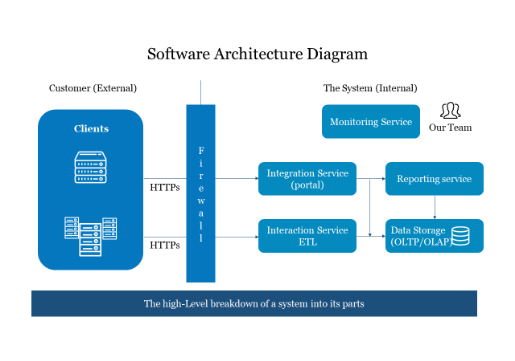 Software Architecture Diagram
Customer (External)
The System (Internal)
Clients
Monitoring Service
Our Team
Firewall
HTTPs
Integration Service
(portal)
Reporting service
HTTPs
Interaction Service
ETL
Data Storage
(OLTP/OLAP)
The high-Level breakdown of a system into its parts